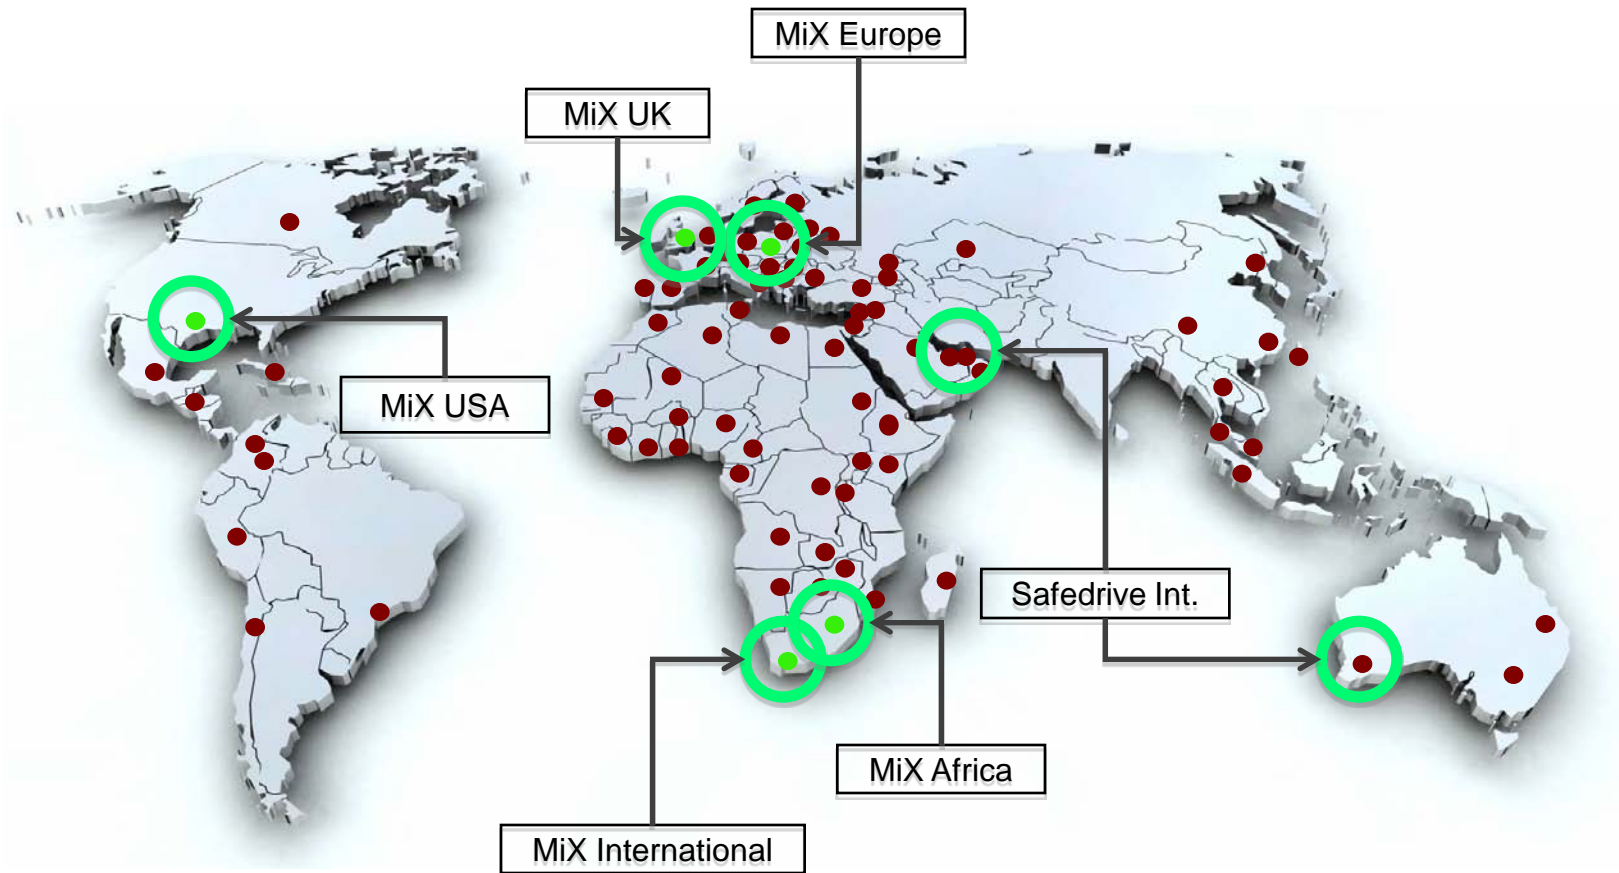 MiX Europe
MiX UK
MiX USA
Safedrive Int.
MiX Africa
MiX International